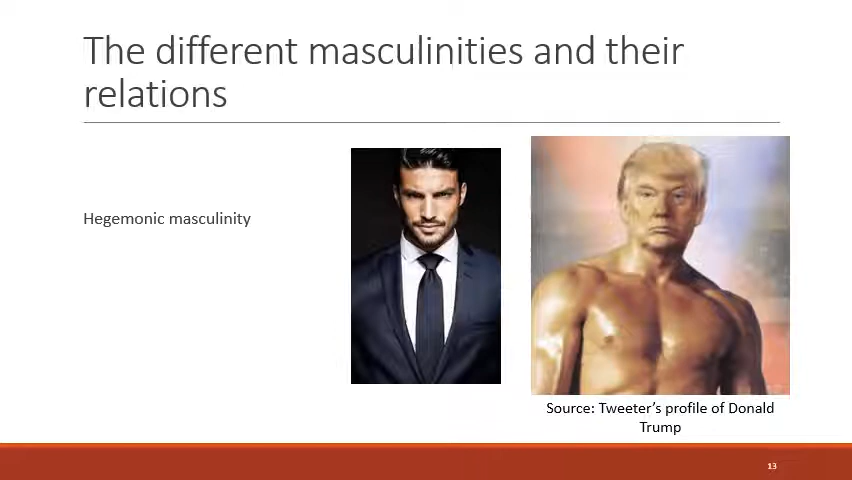 The different masculinities and their
relations
Hegemonic masculinity
Source: Tweeter’s profile of Donald
Trump
13